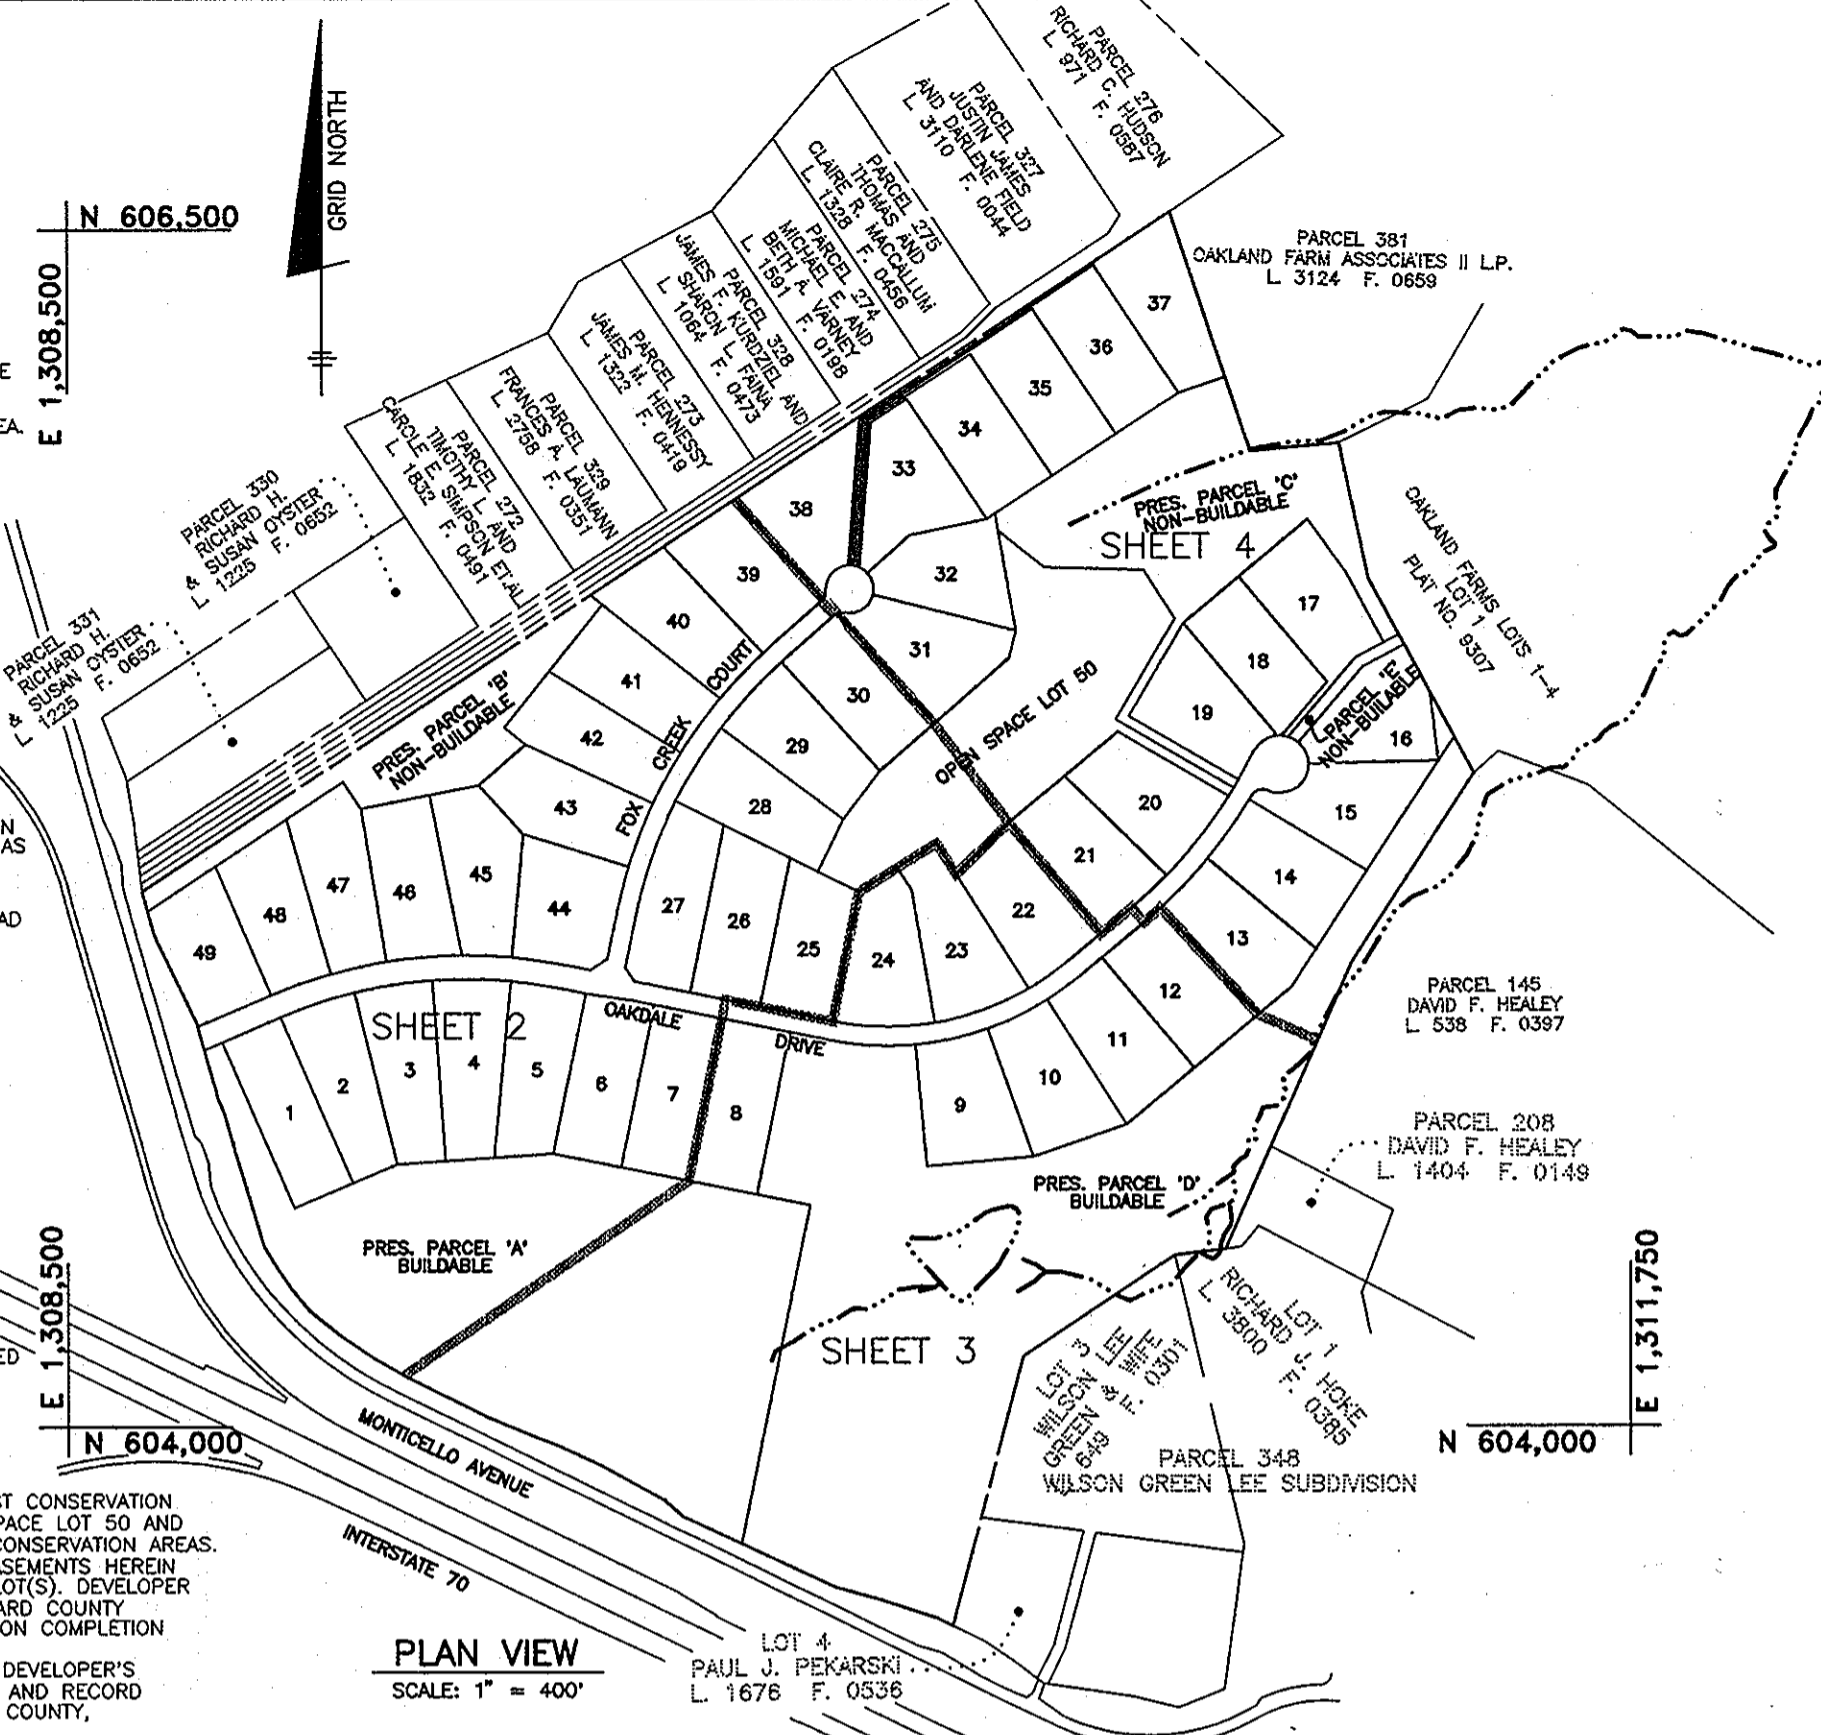 GRID NORTH
N 606,500
E 1,308,500
PARCEL 276
RICHARD C. HUDSON
L. 971 F. 0587
PARCEL 327
JUSTIN JAMES
AND DARLENE FIELD
L. 3110 F. 0044
PARCEL 275
THOMAS AND
CLAIRE R. MACCALLUM
L. 1328 F. 0456
PARCEL 274
MICHAEL E. AND
BETH A. VARNEY
L. 1591 F. 0198
PARCEL 328
JAMES F. KURDZIEL AND
SHARON L. FAINA
L. 1064 F. 0473
PARCEL 273
JAMES M. HENNESSY
L. 1322 F. 0419
PARCEL 329
FRANCES A. LAUMANN
L. 2758 F. 0351
PARCEL 272
TIMOTHY L. AND
CAROLE E. SIMPSON ET.AL
L. 1832 F. 0491
PARCEL 330
RICHARD H.
& SUSAN OYSTER
L. 1225 F. 0652
PARCEL 331
RICHARD H.
& SUSAN OYSTER
L. 1225 F. 0652
PARCEL 381
OAKLAND FARM ASSOCIATES II L.P.
L. 3124 F. 0659
E
EA.
37
36
35
34
33
38
39
40
41
42
43
32
31
30
29
28
PRES. PARCEL 'C'
NON-BUILDABLE
SHEET 4
OAKLAND FARMS LOTS 1-4
LOT 1
PLAT NO. 9307
17
18
19
PARCEL 'E'
NON-BUILABLE
16
15
20
21
14
13
22
23
24
12
11
10
9
OPEN SPACE LOT 50
FOX CREEK COURT
PRES. PARCEL 'B'
NON-BUILDABLE
49
48
47
46
45
44
27
26
25
N
AS
AD
SHEET 2
OAKDALE DRIVE
1
2
3
4
5
6
7
8
PARCEL 145
DAVID F. HEALEY
L. 538 F. 0397
PARCEL 208
DAVID F. HEALEY
L. 1404 F. 0149
PRES. PARCEL 'D'
BUILDABLE
PRES. PARCEL 'A'
BUILDABLE
SHEET 3
E 1,308,500
N 604,000
ED
LOT 3
WILSON LEE
GREEN & WIFE
649 F. 0301
LOT 1
RICHARD J. HOKE
L. 3800 F. 0385
E 1,311,750
N 604,000
PARCEL 348
WILSON GREEN LEE SUBDIVISION
MONTICELLO AVENUE
INTERSTATE 70
ST CONSERVATION
PACE LOT 50 AND
CONSERVATION AREAS.
SEMENTS HEREIN
LOT(S). DEVELOPER
ARD COUNTY
ON COMPLETION
DEVELOPER'S
AND RECORD
COUNTY,
PLAN VIEW
SCALE: 1" = 400'
LOT 4
PAUL J. PEKARSKI
L. 1676 F. 0536